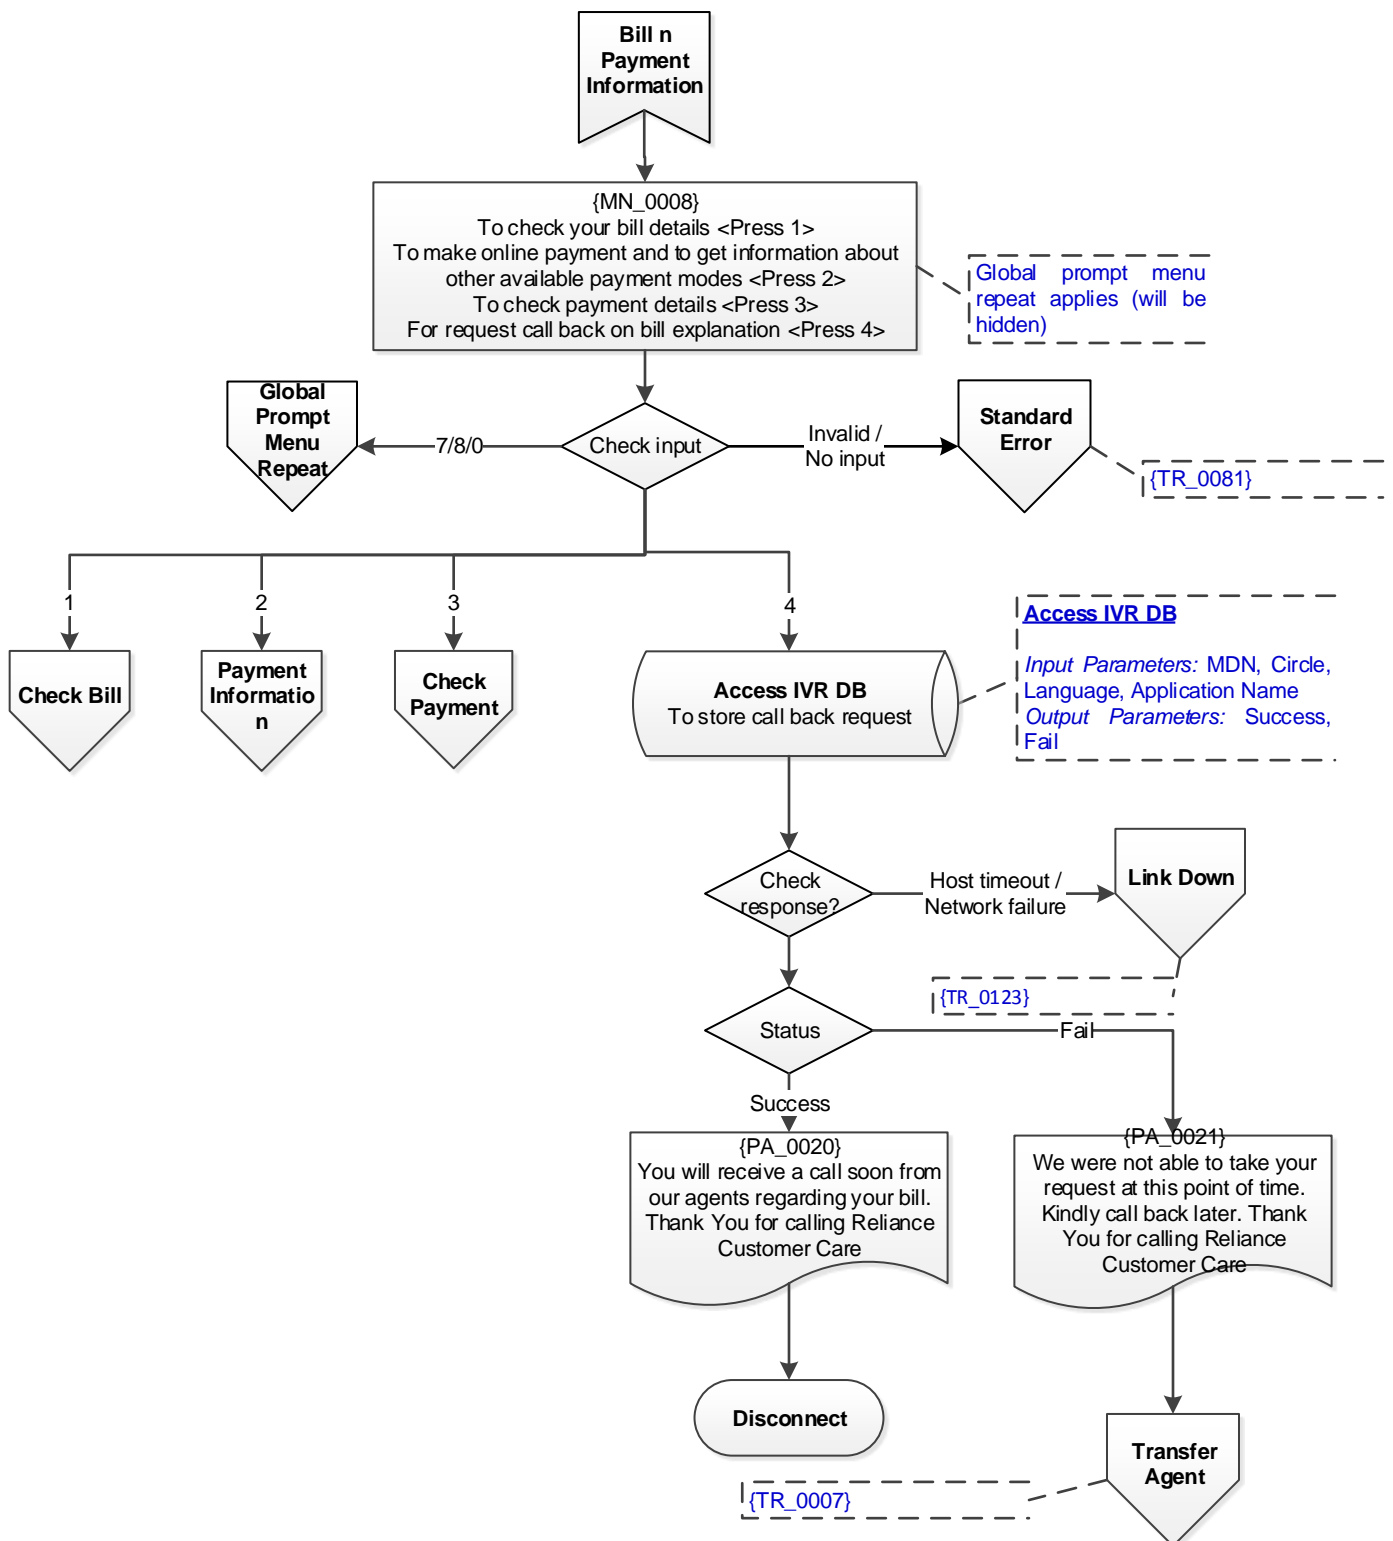 Bill n
Payment
Information
{MN_0008}
To check your bill details <Press 1>
To make online payment and to get information about
other available payment modes <Press 2>
To check payment details <Press 3>
For request call back on bill explanation <Press 4>
Global prompt menu
repeat applies (will be
hidden)
Global
Prompt
Menu
Repeat
7/8/0
Check input
Invalid /
No input
Standard
Error
{TR_0081}
1
2
3
4
Check Bill
Payment
Informatio
n
Check
Payment
Access IVR DB
To store call back request
Access IVR DB
Input Parameters: MDN, Circle,
Language, Application Name
Output Parameters: Success,
Fail
Check
response?
Host timeout /
Network failure
Link Down
{TR_0123}
Status
Fail
Success
{PA_0020}
You will receive a call soon from
our agents regarding your bill.
Thank You for calling Reliance
Customer Care
{PA_0021}
We were not able to take your
request at this point of time.
Kindly call back later. Thank
You for calling Reliance
Customer Care
Disconnect
Transfer
Agent
{TR_0007}